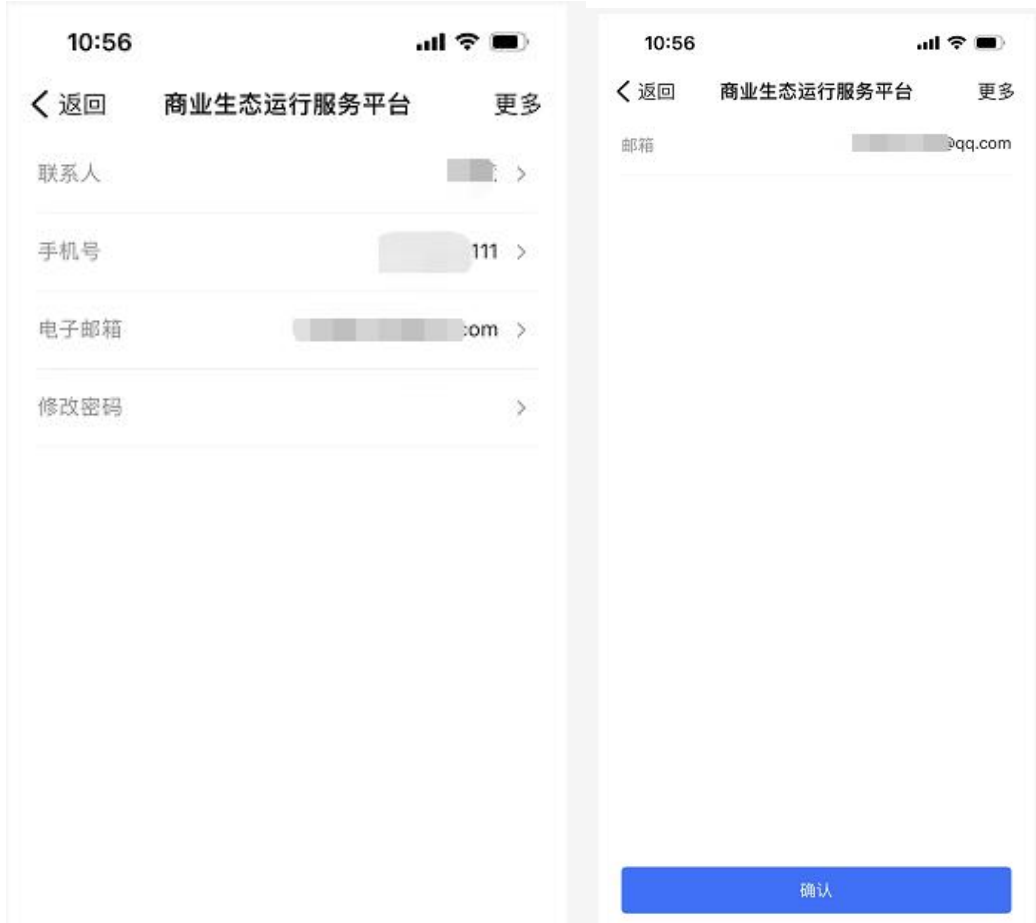 10:56
返回 商业生态运行服务平台 更多
联系人
手机号 111
电子邮箱 com
修改密码
10:56
返回 商业生态运行服务平台 更多
邮箱 @qq.com
确认